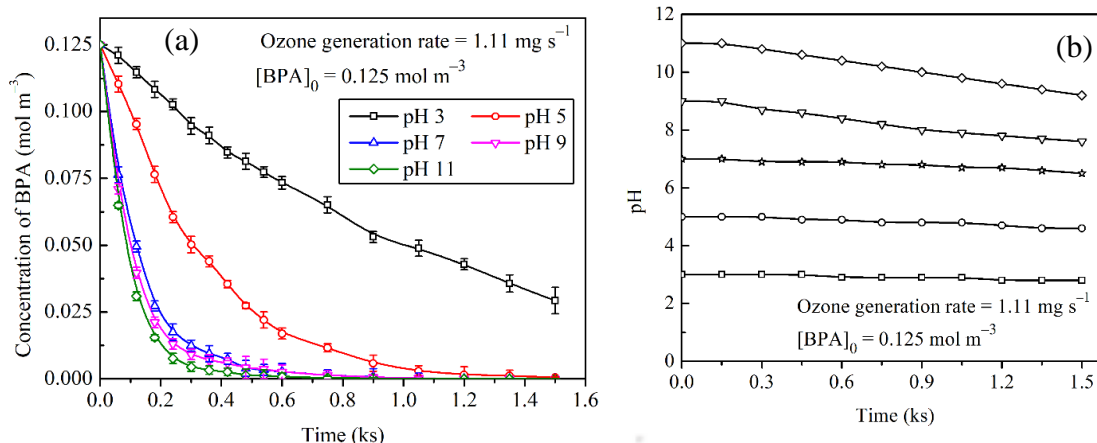 (a)
Ozone generation rate = 1.11 mg s⁻¹
[BPA]₀ = 0.125 mol m⁻³
pH 3 pH 5
pH 7 pH 9
pH 11
Concentration of BPA (mol m⁻³)
0.125
0.100
0.075
0.050
0.025
0.000
0.0 0.2 0.4 0.6 0.8 1.0 1.2 1.4 1.6
Time (ks)
(b)
pH
12
10
8
6
4
2
0
Ozone generation rate = 1.11 mg s⁻¹
[BPA]₀ = 0.125 mol m⁻³
0.0 0.3 0.6 0.9 1.2 1.5
Time (ks)